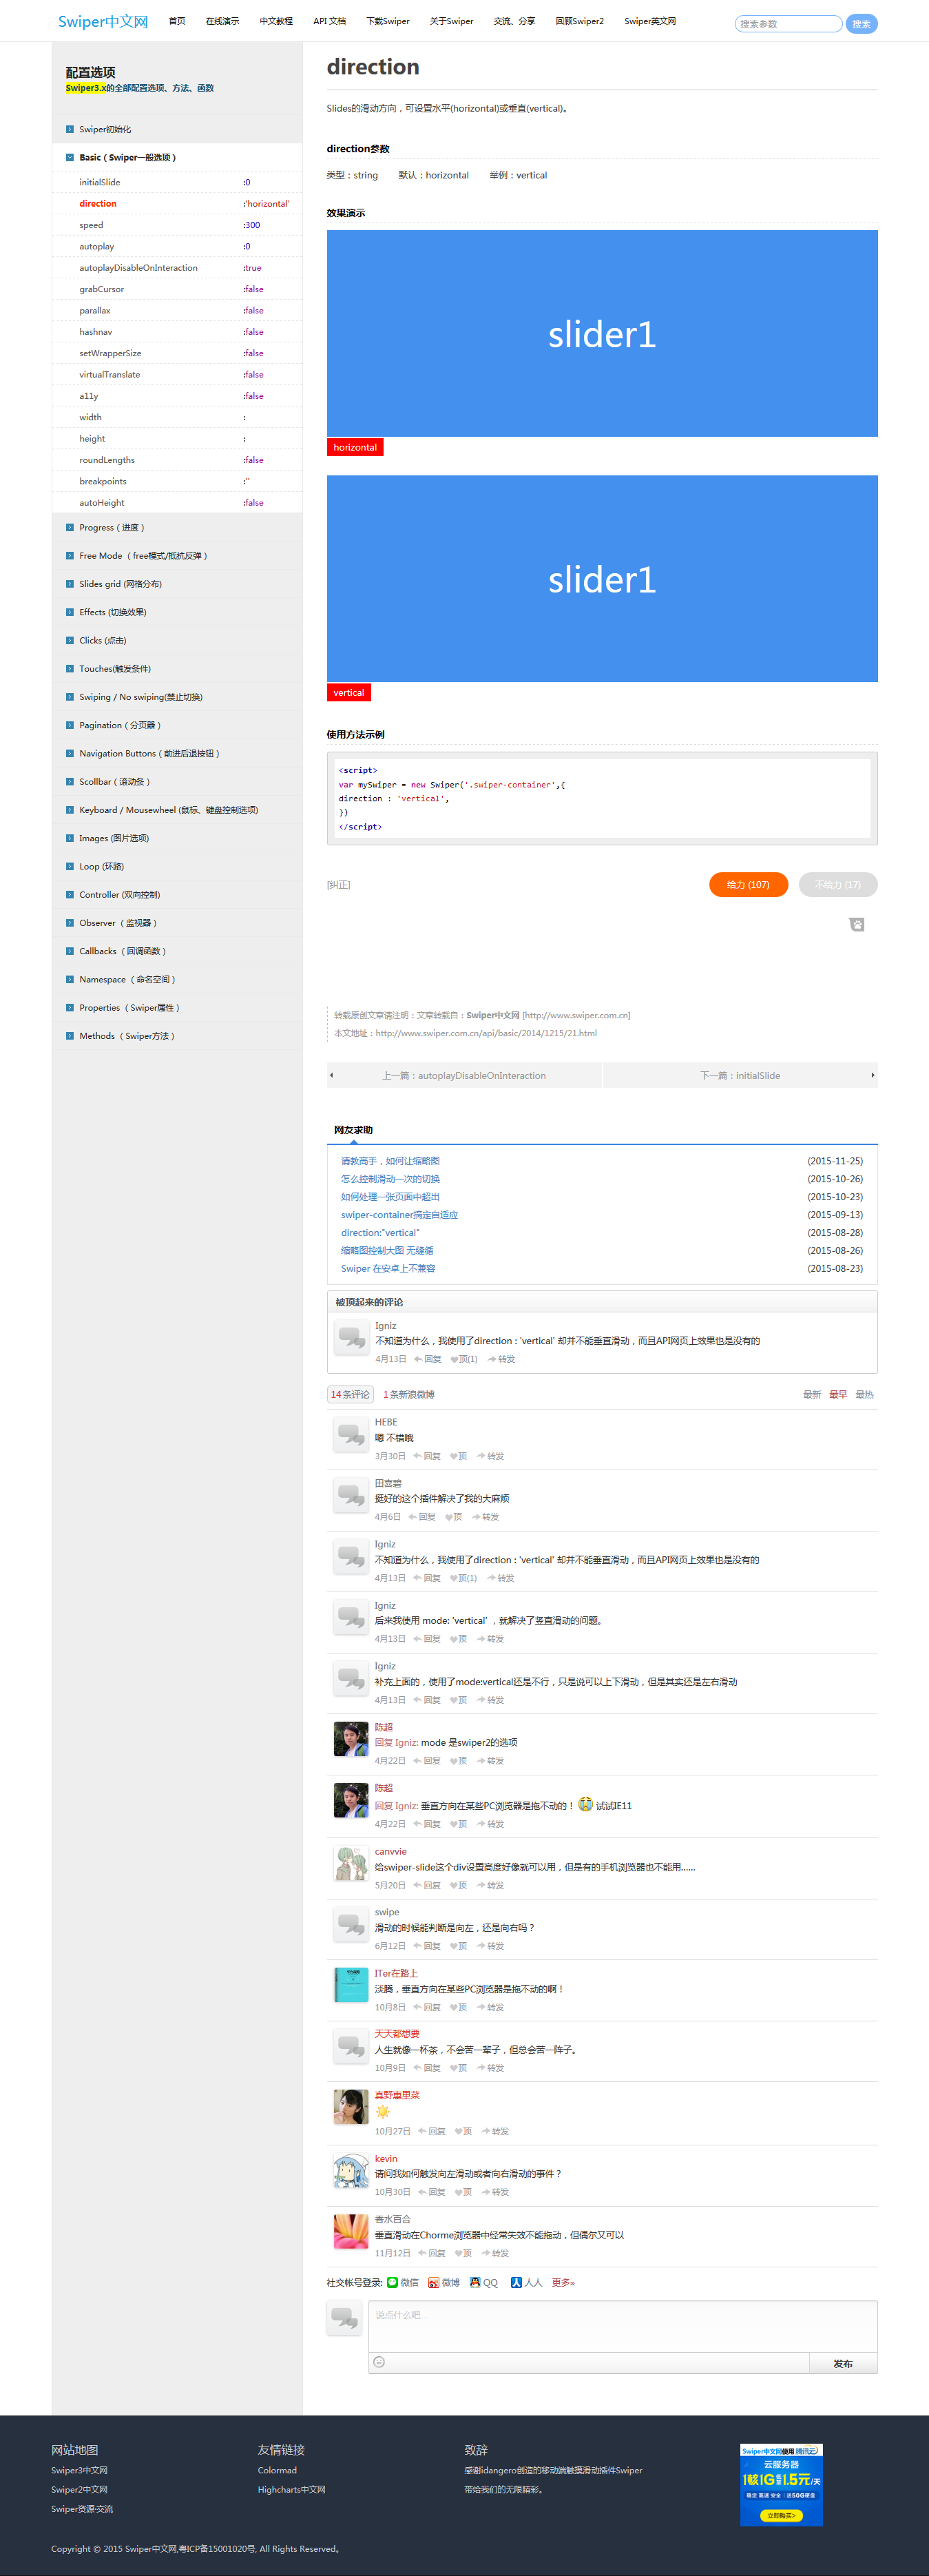 Swiper中文网 首页 在线演示 中文教程 API 文档 下载Swiper 关于Swiper 交流、分享 回顾Swiper2 Swiper英文网 搜索参数 搜索
配置选项
Swiper3.x的全部配置选项、方法、函数
Swiper初始化
Basic（Swiper一般选项）
initialSlide :0
direction :'horizontal'
speed :300
autoplay :0
autoplayDisableOnInteraction :true
grabCursor :false
parallax :false
hashnav :false
setWrapperSize :false
virtualTranslate :false
a11y :false
width :
height :
roundLengths :false
breakpoints :''
autoHeight :false
Progress（进度）
Free Mode （free模式/抵抗反弹）
Slides grid (网格分布)
Effects (切换效果)
Clicks (点击)
Touches(触发条件)
Swiping / No swiping(禁止切换)
Pagination（分页器）
Navigation Buttons（前进后退按钮）
Scollbar（滚动条）
Keyboard / Mousewheel (鼠标、键盘控制选项)
Images (图片选项)
Loop (环路)
Controller (双向控制)
Observer （监视器）
Callbacks （回调函数）
Namespace （命名空间）
Properties （Swiper属性）
Methods （Swiper方法）
direction
Slides的滑动方向，可设置水平(horizontal)或垂直(vertical)。
direction参数
类型：string 默认：horizontal 举例：vertical
效果演示
slider1
horizontal
slider1
vertical
使用方法示例
<script>
var mySwiper = new Swiper('.swiper-container',{
direction : 'vertical',
})
</script>
[纠正] 给力 (107) 不给力 (17)
转载原创文章请注明：文章转载自：Swiper中文网 [http://www.swiper.com.cn]
本文地址：http://www.swiper.com.cn/api/basic/2014/1215/21.html
上一篇：autoplayDisableOnInteraction 下一篇：initialSlide
网友求助
请教高手，如何让缩略图 (2015-11-25)
怎么控制滑动一次的切换 (2015-10-26)
如何处理一张页面中超出 (2015-10-23)
swiper-container搞定自适应 (2015-09-13)
direction:"vertical" (2015-08-28)
缩略图控制大图 无缝循 (2015-08-26)
Swiper 在安卓上不兼容 (2015-08-23)
被顶起来的评论
Igniz
不知道为什么，我使用了direction : 'vertical' 却并不能垂直滑动，而且API网页上效果也是没有的
4月13日 回复 顶(1) 转发
14条评论 1条新浪微博 最新 最早 最热
HEBE
嗯 不错哦
3月30日 回复 顶 转发
田喜碧
挺好的这个插件解决了我的大麻烦
4月6日 回复 顶 转发
Igniz
不知道为什么，我使用了direction : 'vertical' 却并不能垂直滑动，而且API网页上效果也是没有的
4月13日 回复 顶(1) 转发
Igniz
后来我使用 mode: 'vertical' ，就解决了竖直滑动的问题。
4月13日 回复 顶 转发
Igniz
补充上面的，使用了mode:vertical还是不行，只是说可以上下滑动，但是其实还是左右滑动
4月13日 回复 顶 转发
陈超
回复 Igniz: mode 是swiper2的选项
4月22日 回复 顶 转发
陈超
回复 Igniz: 垂直方向在某些PC浏览器是拖不动的！ 试试IE11
4月22日 回复 顶 转发
canvvie
给swiper-slide这个div设置高度好像就可以用，但是有的手机浏览器也不能用……
5月20日 回复 顶 转发
swipe
滑动的时候能判断是向左，还是向右吗？
6月12日 回复 顶 转发
ITer在路上
淡腾，垂直方向在某些PC浏览器是拖不动的啊！
10月8日 回复 顶 转发
天天都想要
人生就像一杯茶，不会苦一辈子，但总会苦一阵子。
10月9日 回复 顶 转发
真野恵里菜
10月27日 回复 顶 转发
kevin
请问我如何触发向左滑动或者向右滑动的事件？
10月30日 回复 顶 转发
香水百合
垂直滑动在Chorme浏览器中经常失效不能拖动，但偶尔又可以
11月12日 回复 顶 转发
社交帐号登录: 微信 微博 QQ 人人 更多»
说点什么吧…
发布
网站地图
Swiper3中文网
Swiper2中文网
Swiper资源·交流
友情链接
Colormad
Highcharts中文网
致辞
感谢idangero创造的移动端触摸滑动插件Swiper
带给我们的无限精彩。
Swiper中文网使用 腾讯云
云服务器
1核1G 1.5元/天
稳定 高速 安全 送50G硬盘
立即购买>
Copyright © 2015 Swiper中文网,粤ICP备15001020号, All Rights Reserved。